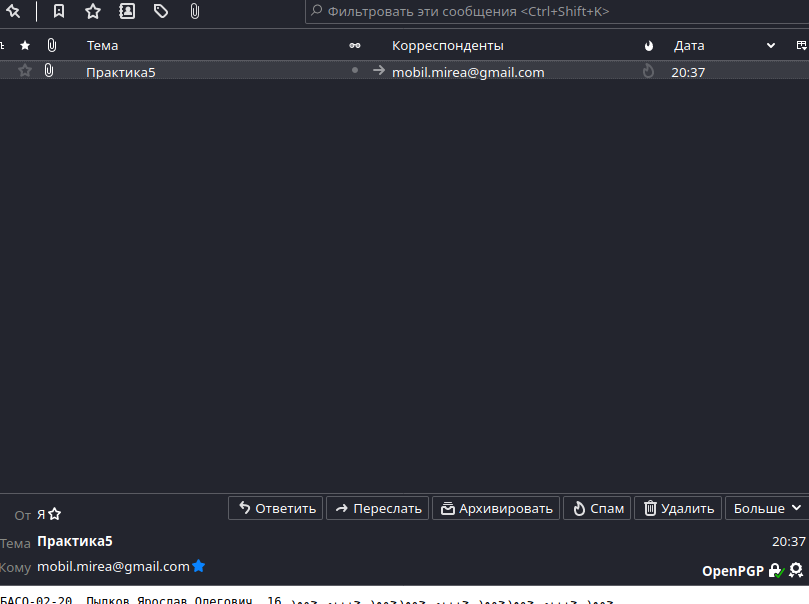 Фильтровать эти сообщения <Ctrl+Shift+K>
Тема Корреспонденты Дата
Практика5 mobil.mirea@gmail.com 20:37
От Я Ответить Переслать Архивировать Спам Удалить Больше
Тема Практика5 20:37
Кому mobil.mirea@gmail.com OpenPGP
БАСО-02-20 Пылков Ярослав Олегович 16